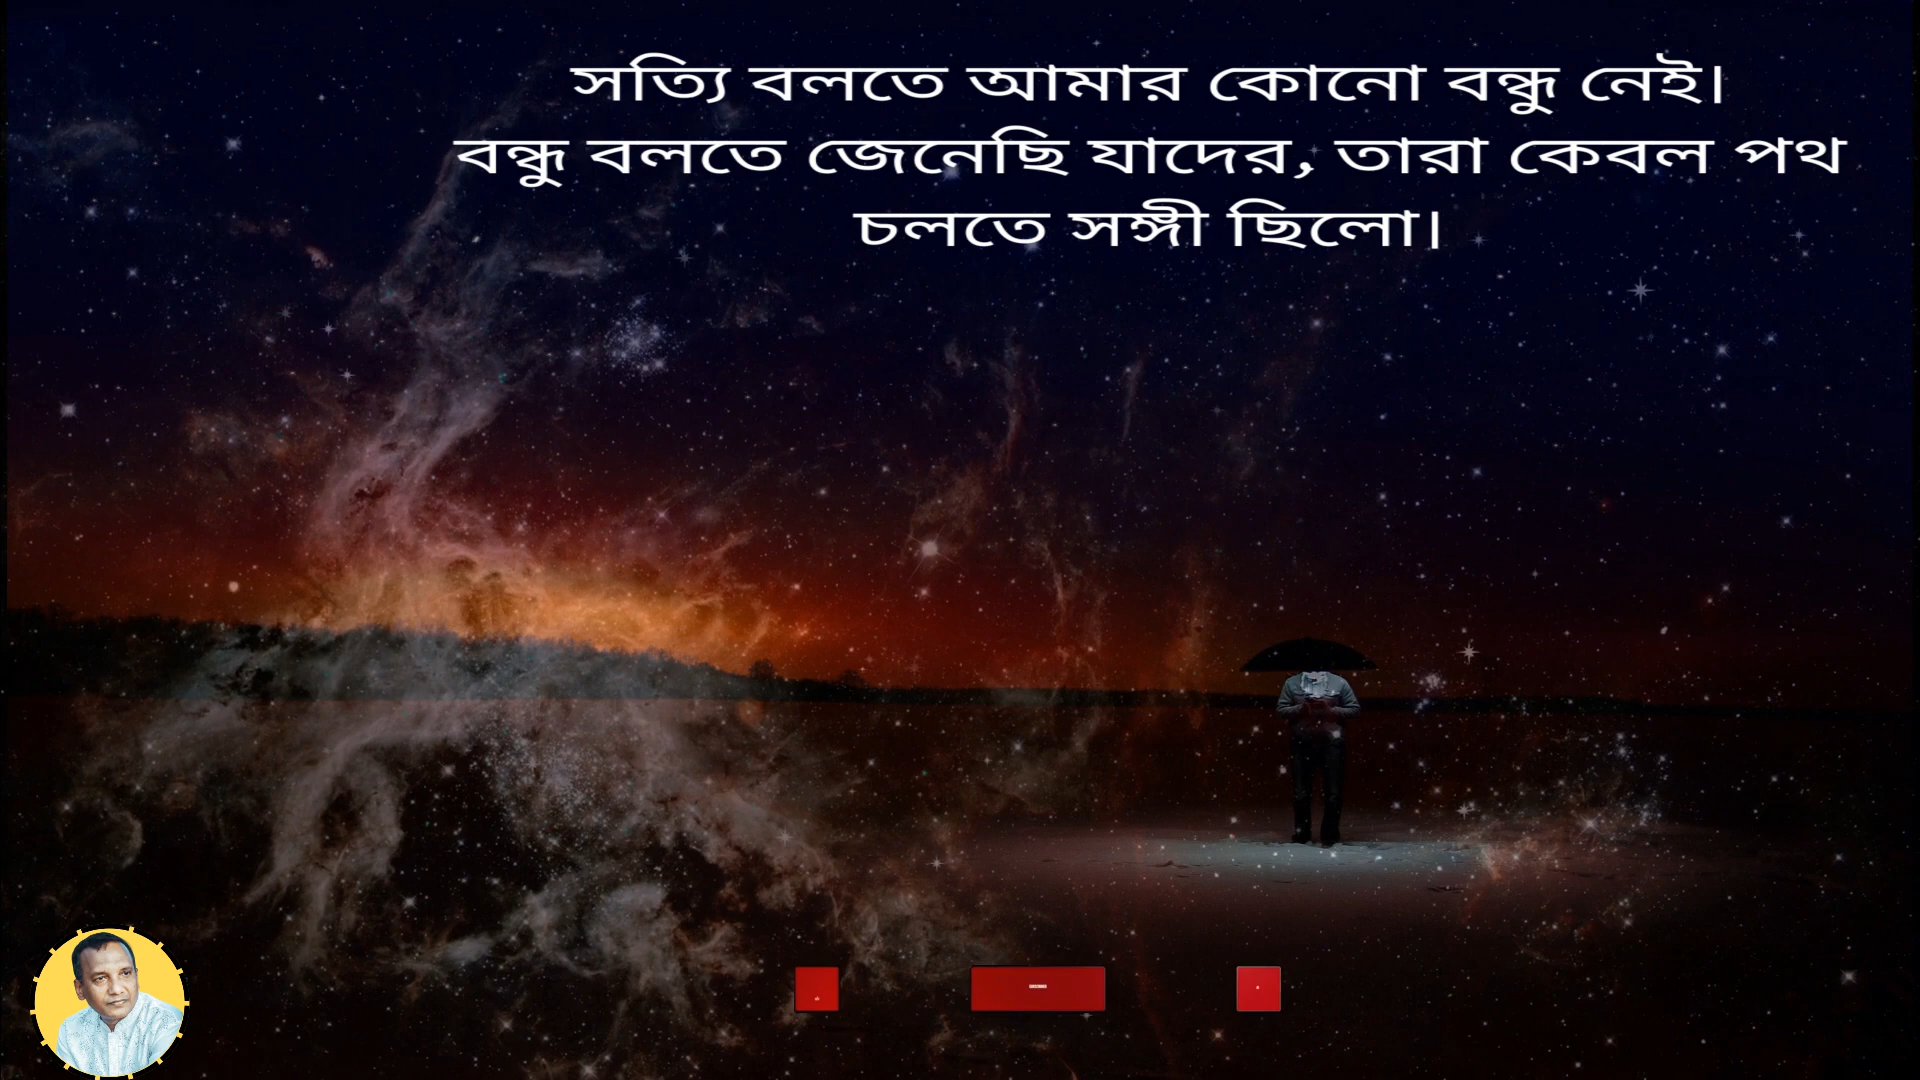 সত্যি বলতে আমার কোনো বন্ধু নেই।
বন্ধু বলতে জেনেছি যাদের, তারা কেবল পথ
চলতে সঙ্গী ছিলো।